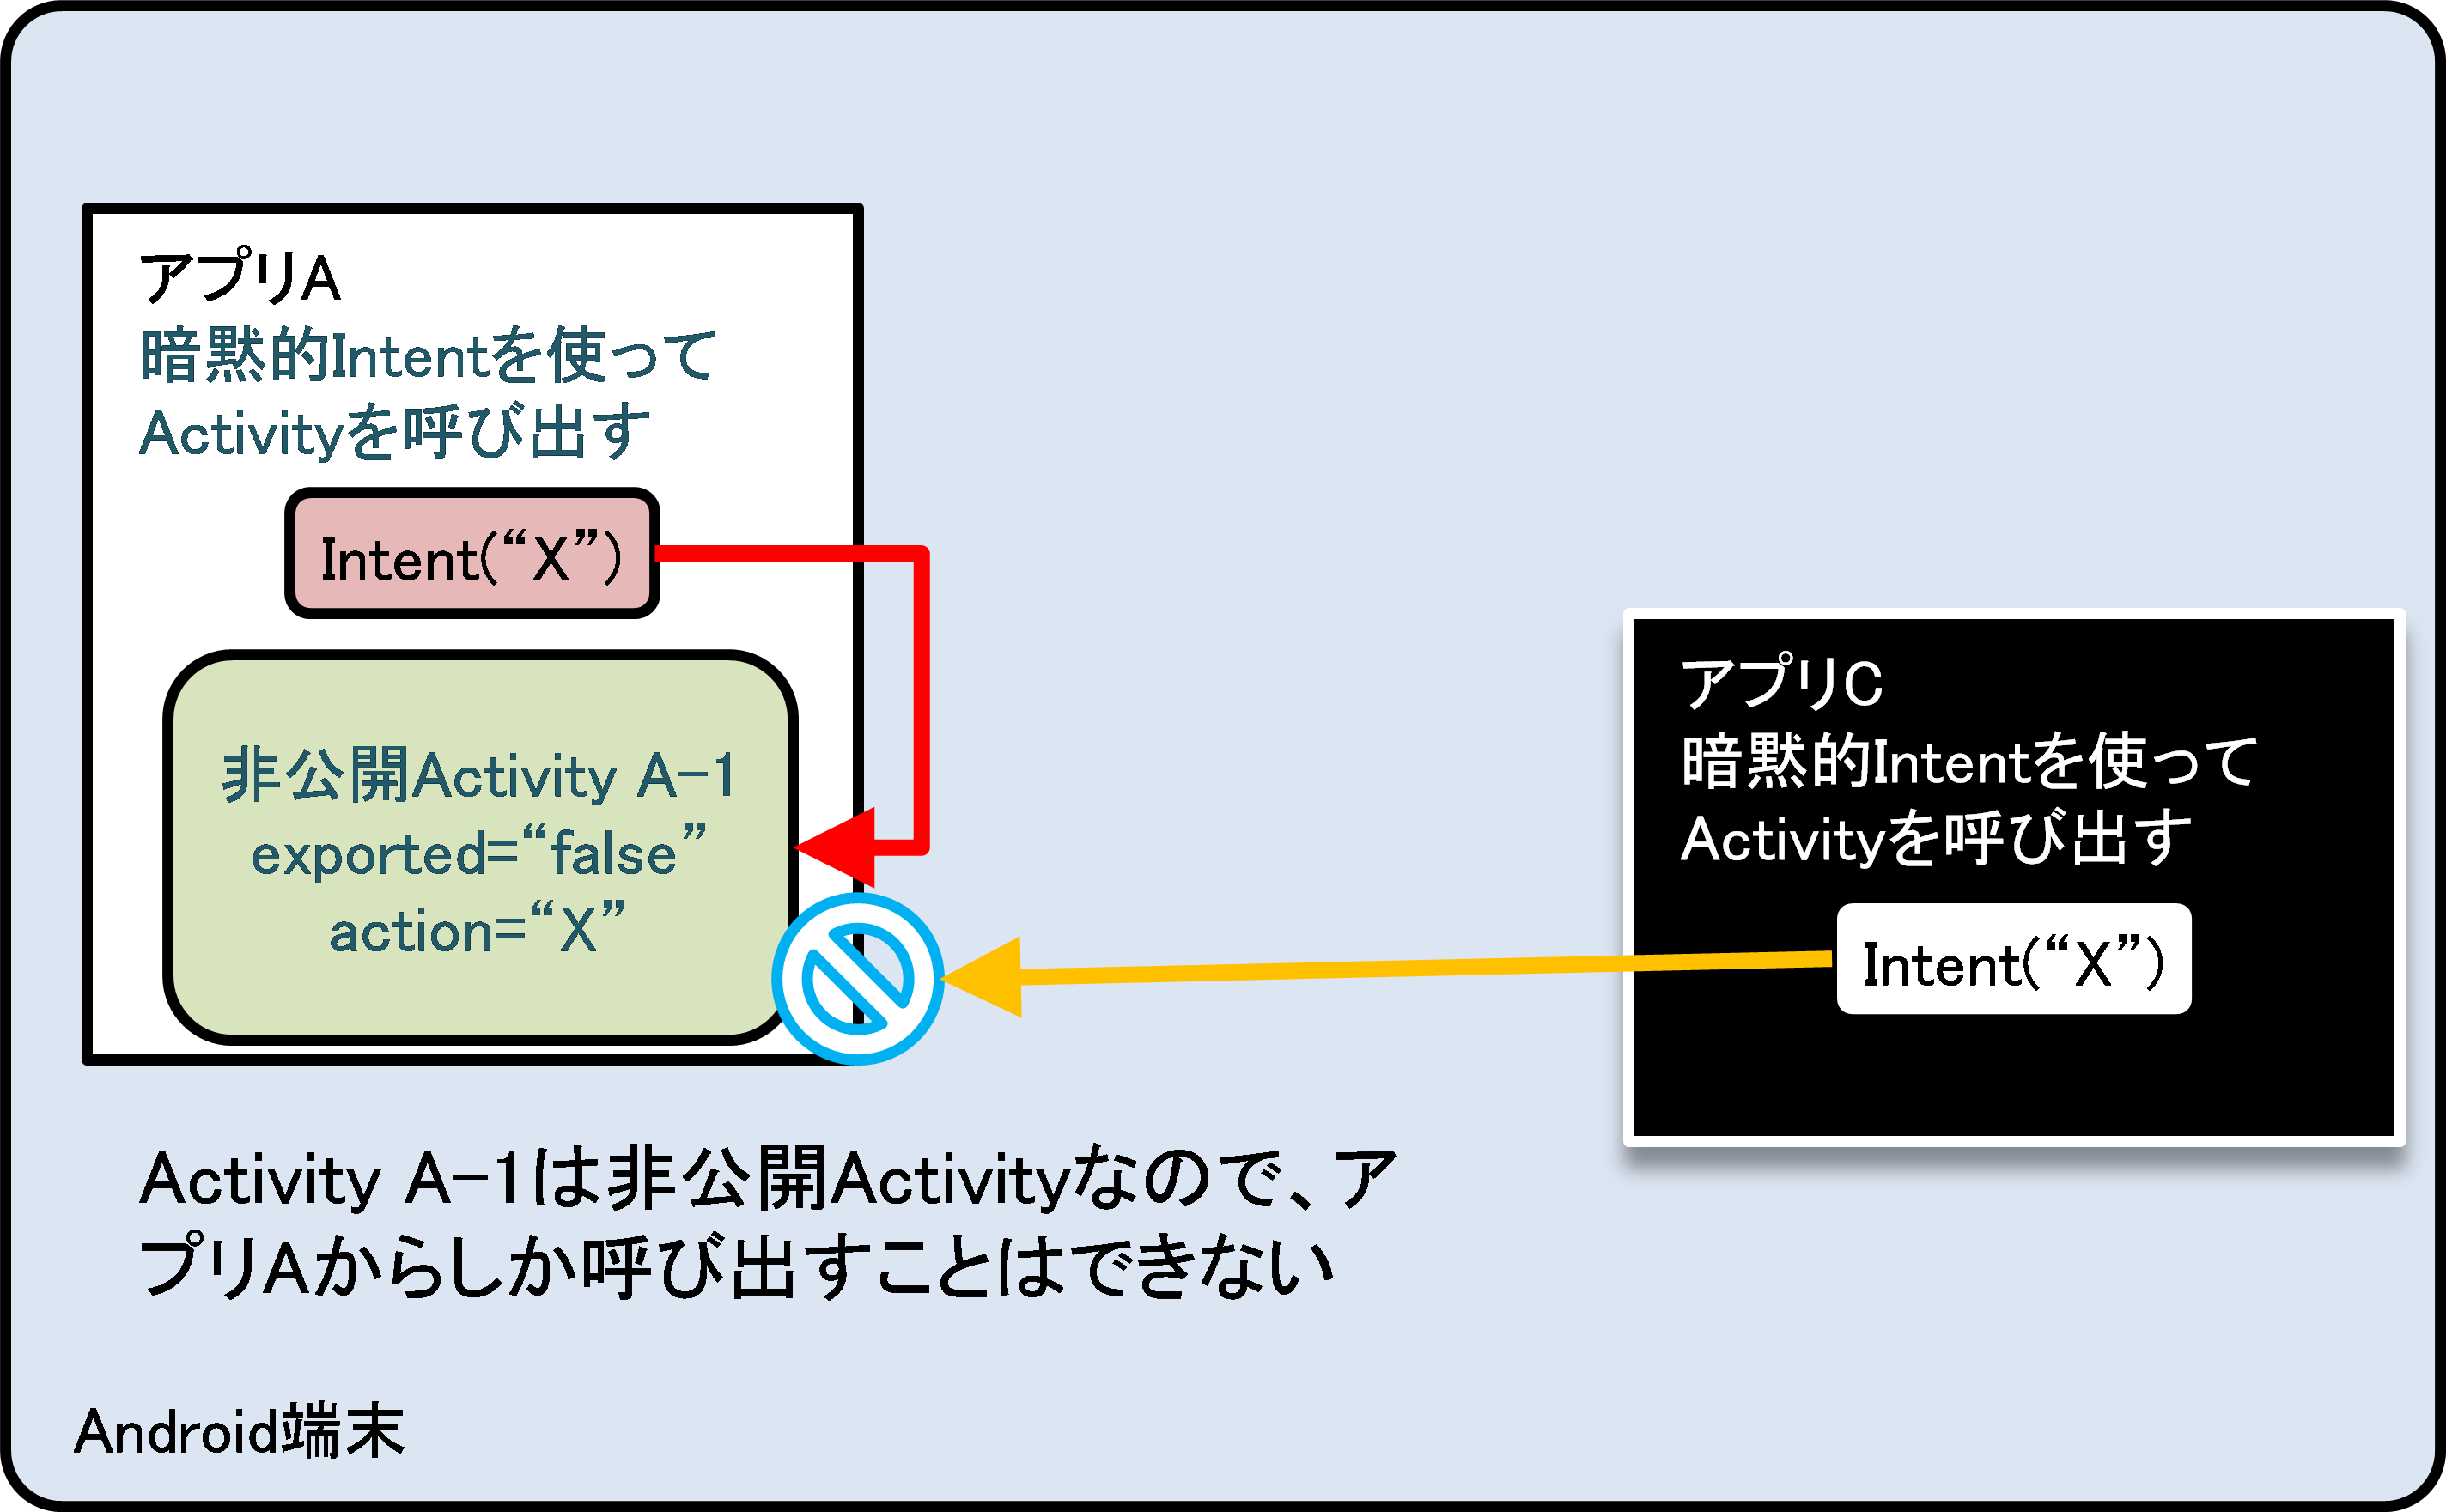 アプリA
暗黙的Intentを使って
Activityを呼び出す
Intent(“X”)
非公開Activity A-1
exported=“false”
action=“X”
アプリC
暗黙的Intentを使って
Activityを呼び出す
Intent(“X”)
Activity A-1は非公開Activityなので、ア
プリAからしか呼び出すことはできない
Android端末